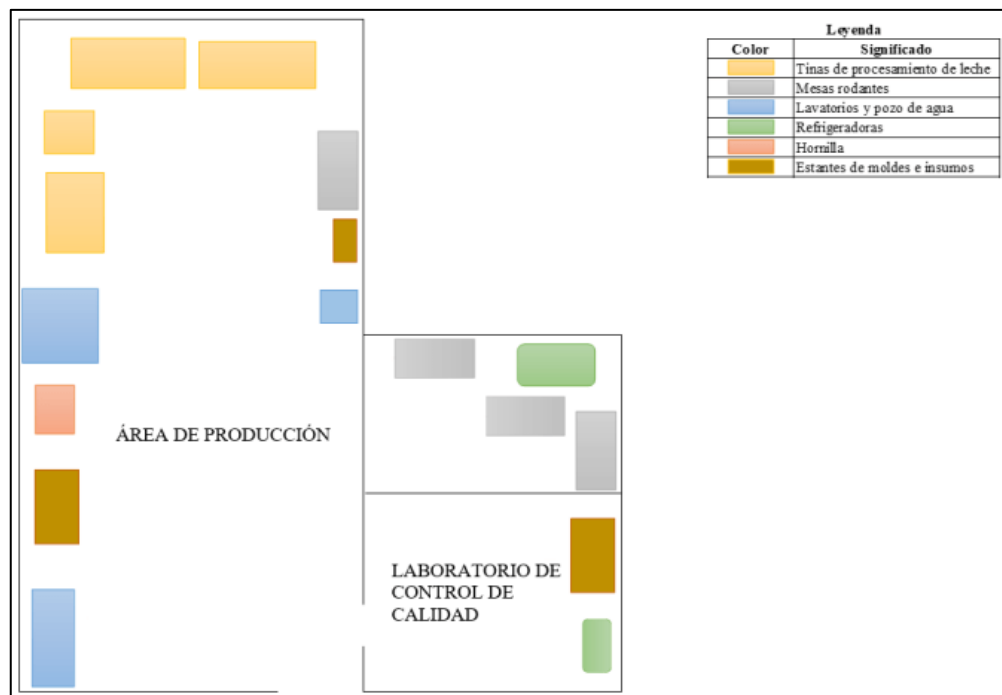 Leyenda
Color Significado
Tinas de procesamiento de leche
Mesas rodantes
Lavatorios y pozo de agua
Refrigeradoras
Hornilla
Estantes de moldes e insumos
ÁREA DE PRODUCCIÓN
LABORATORIO DE
CONTROL DE
CALIDAD